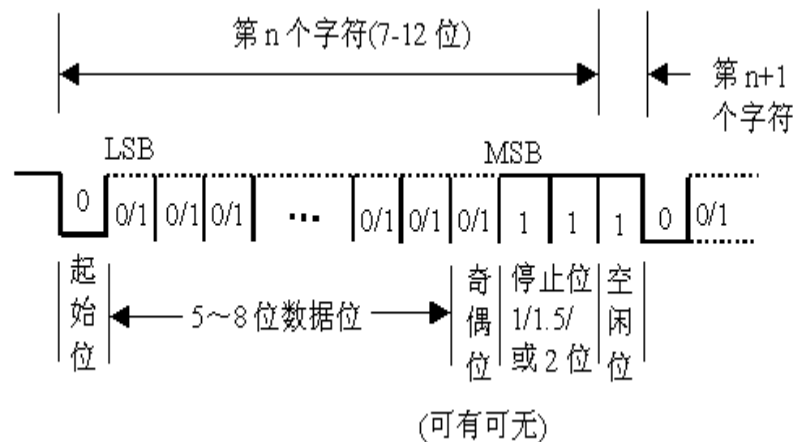 第 n 个字符(7-12 位)
第 n+1
个字符
LSB
MSB
0 0/1 0/1 0/1 ... 0/1 0/1 0/1 1 1 1 0 0/1
起始位
5～8 位数据位
奇偶位
停止位
1/1.5/
或 2 位
空闲位
(可有可无)